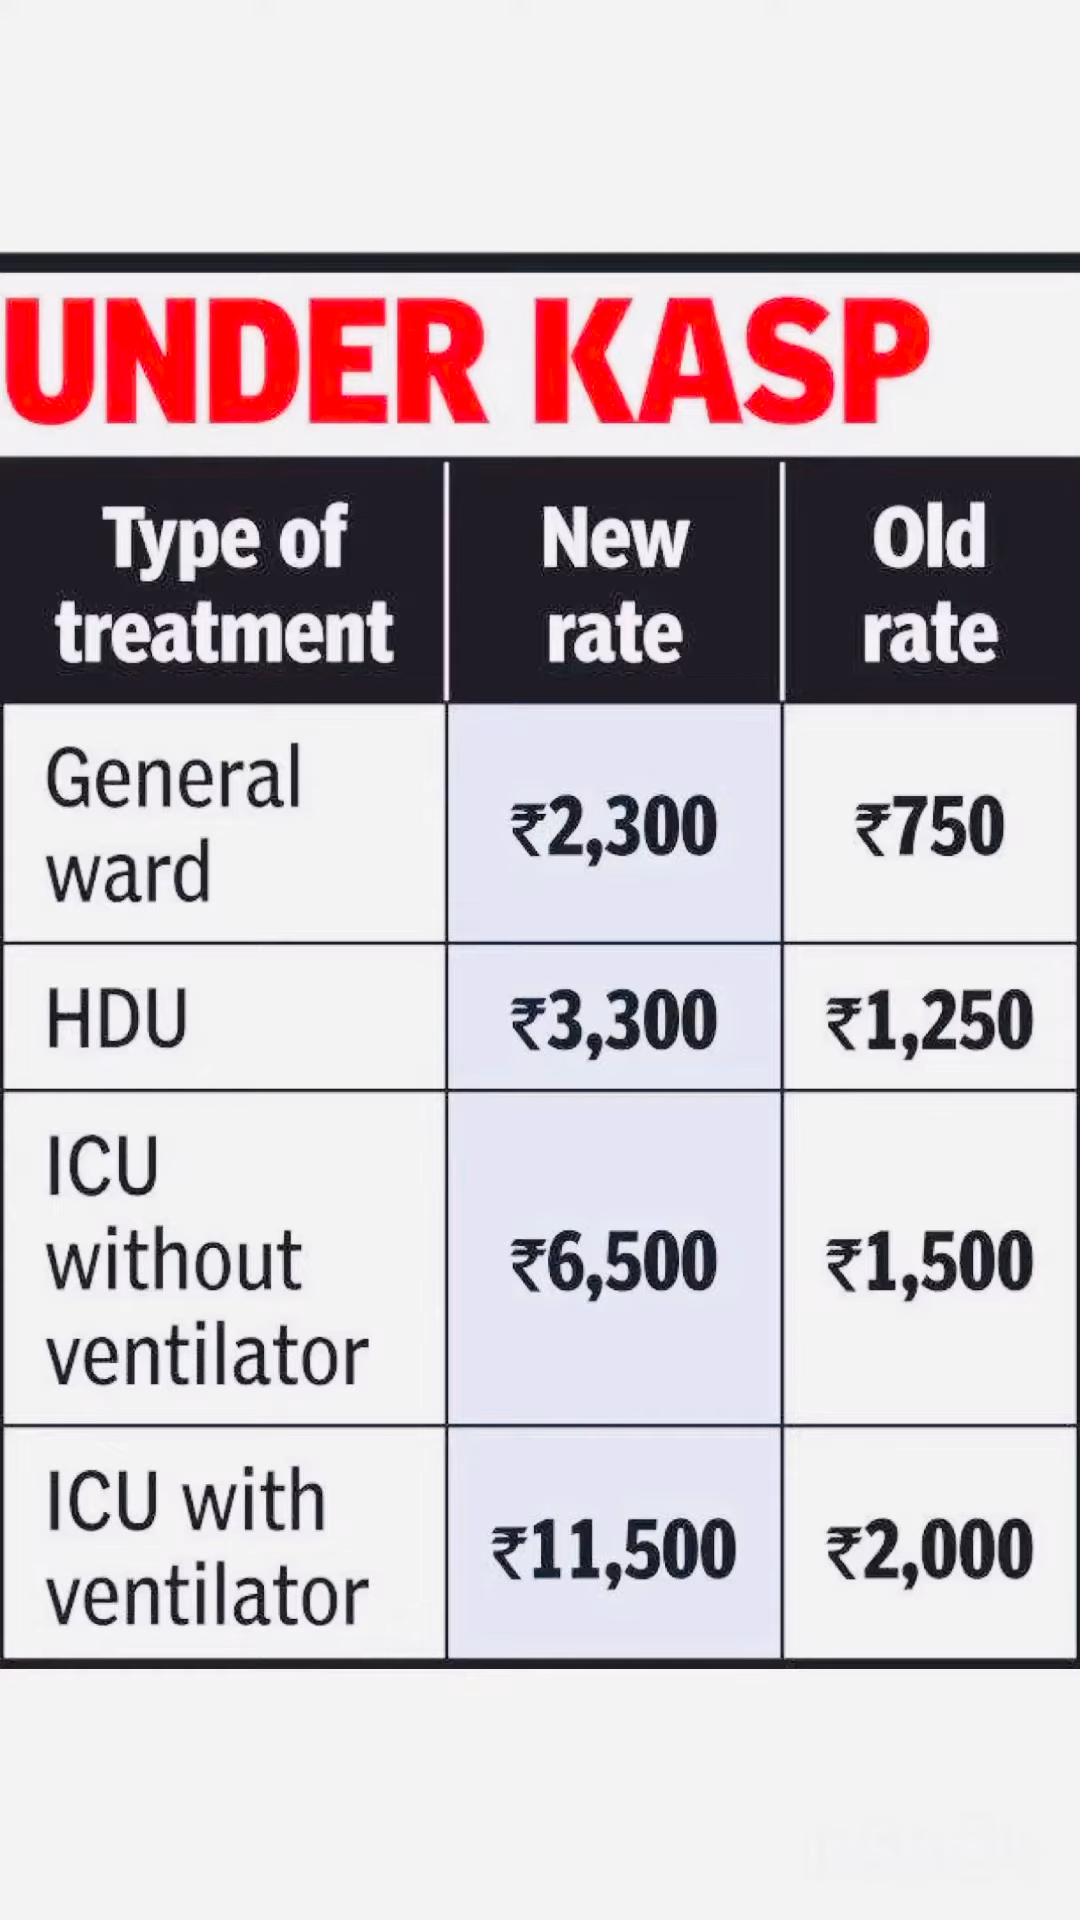 UNDER KASP
Type of
treatment
New
rate
Old
rate
General
ward
₹2,300
₹750
HDU
₹3,300
₹1,250
ICU
without
ventilator
₹6,500
₹1,500
ICU with
ventilator
₹11,500
₹2,000